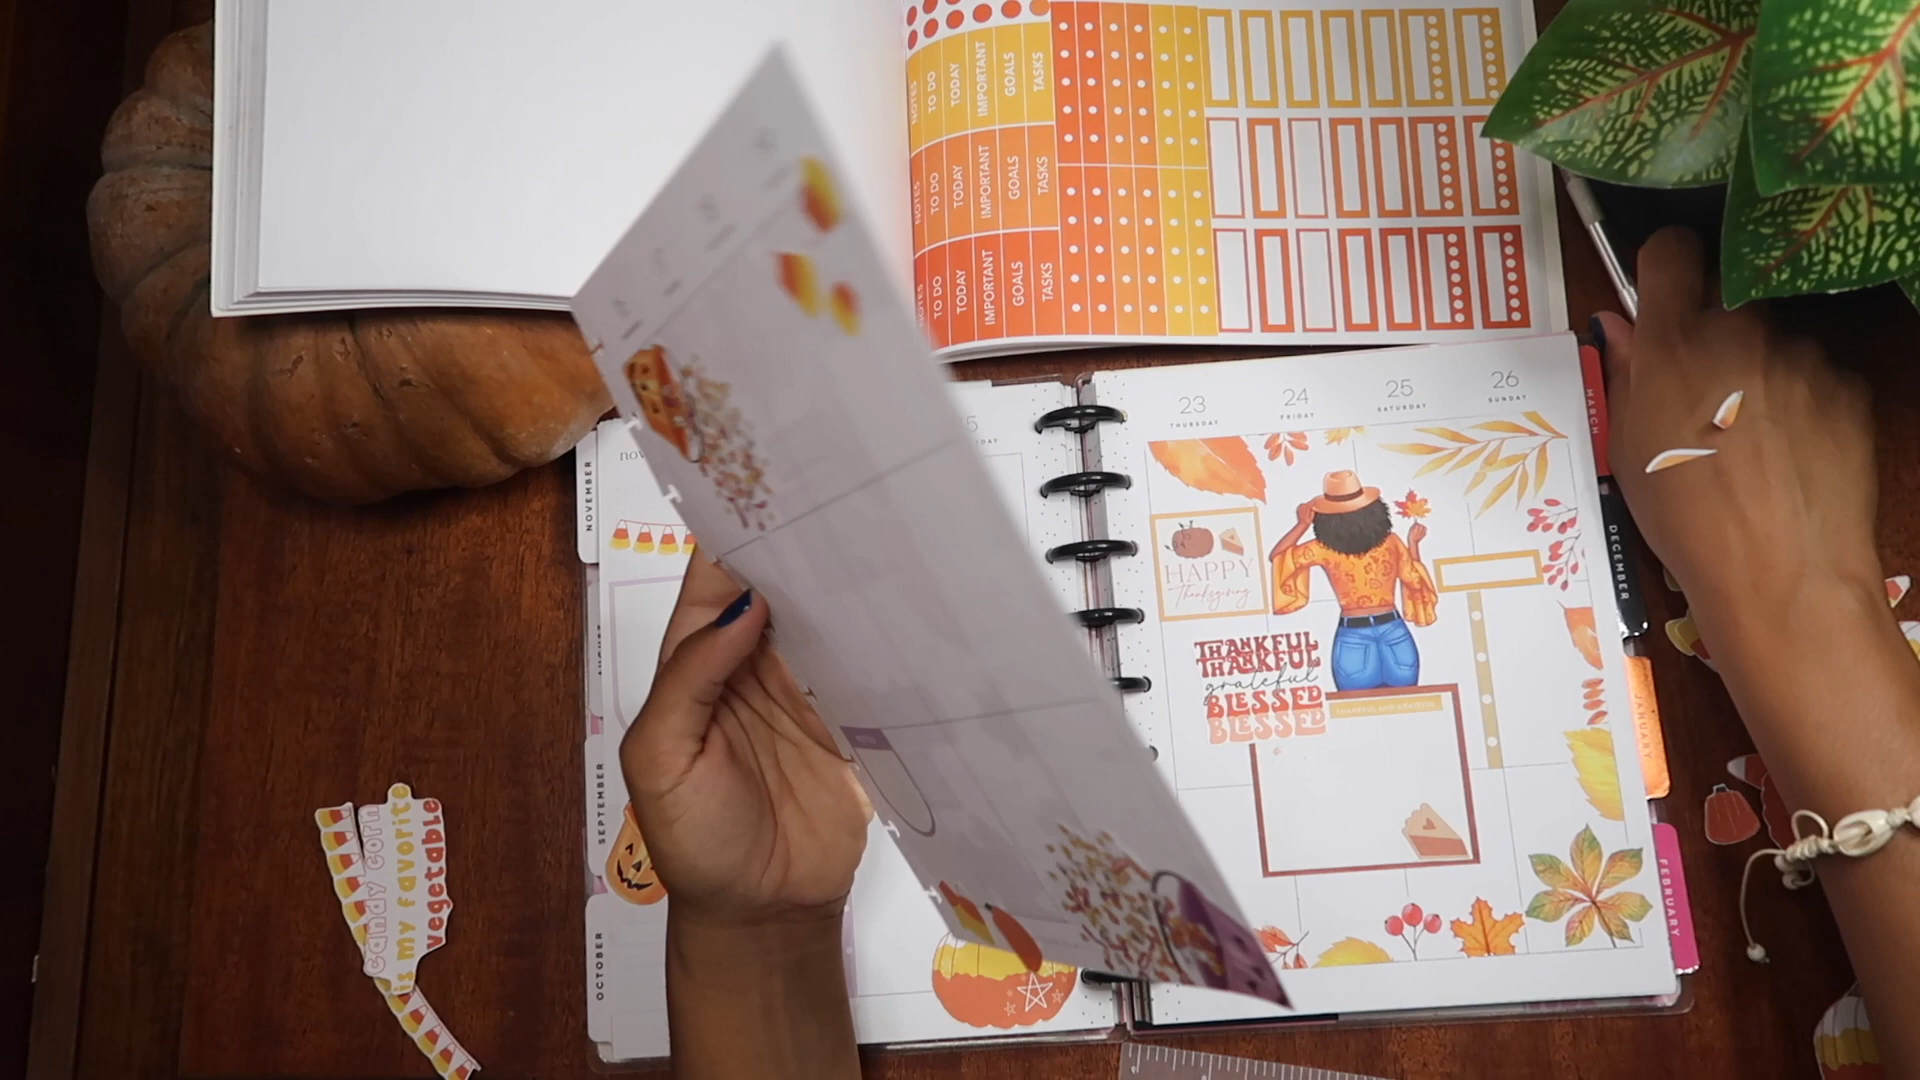 NOTES
TO DO
TODAY
IMPORTANT
GOALS
TASKS
NOTES
TO DO
TODAY
IMPORTANT
GOALS
TASKS
NOTES
TO DO
TODAY
IMPORTANT
GOALS
TASKS
23
THURSDAY
24
FRIDAY
25
SATURDAY
26
SUNDAY
HAPPY
Thanksgiving
THANKFUL
THANKFUL
grateful
BLESSED
BLESSED
THANKFUL AND GRATEFUL
MARCH
DECEMBER
JANUARY
FEBRUARY
NOVEMBER
AUGUST
SEPTEMBER
OCTOBER
candy corn
is my favorite
vegetable